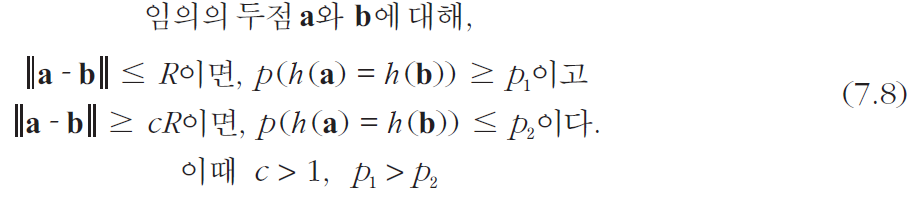 임의의 두점 a와 b에 대해,
‖a - b‖ ≤ R이면, p(h(a) = h(b)) ≥ p₁이고
‖a - b‖ ≥ cR이면, p(h(a) = h(b)) ≤ p₂이다.
(7.8)
이때 c > 1, p₁ > p₂